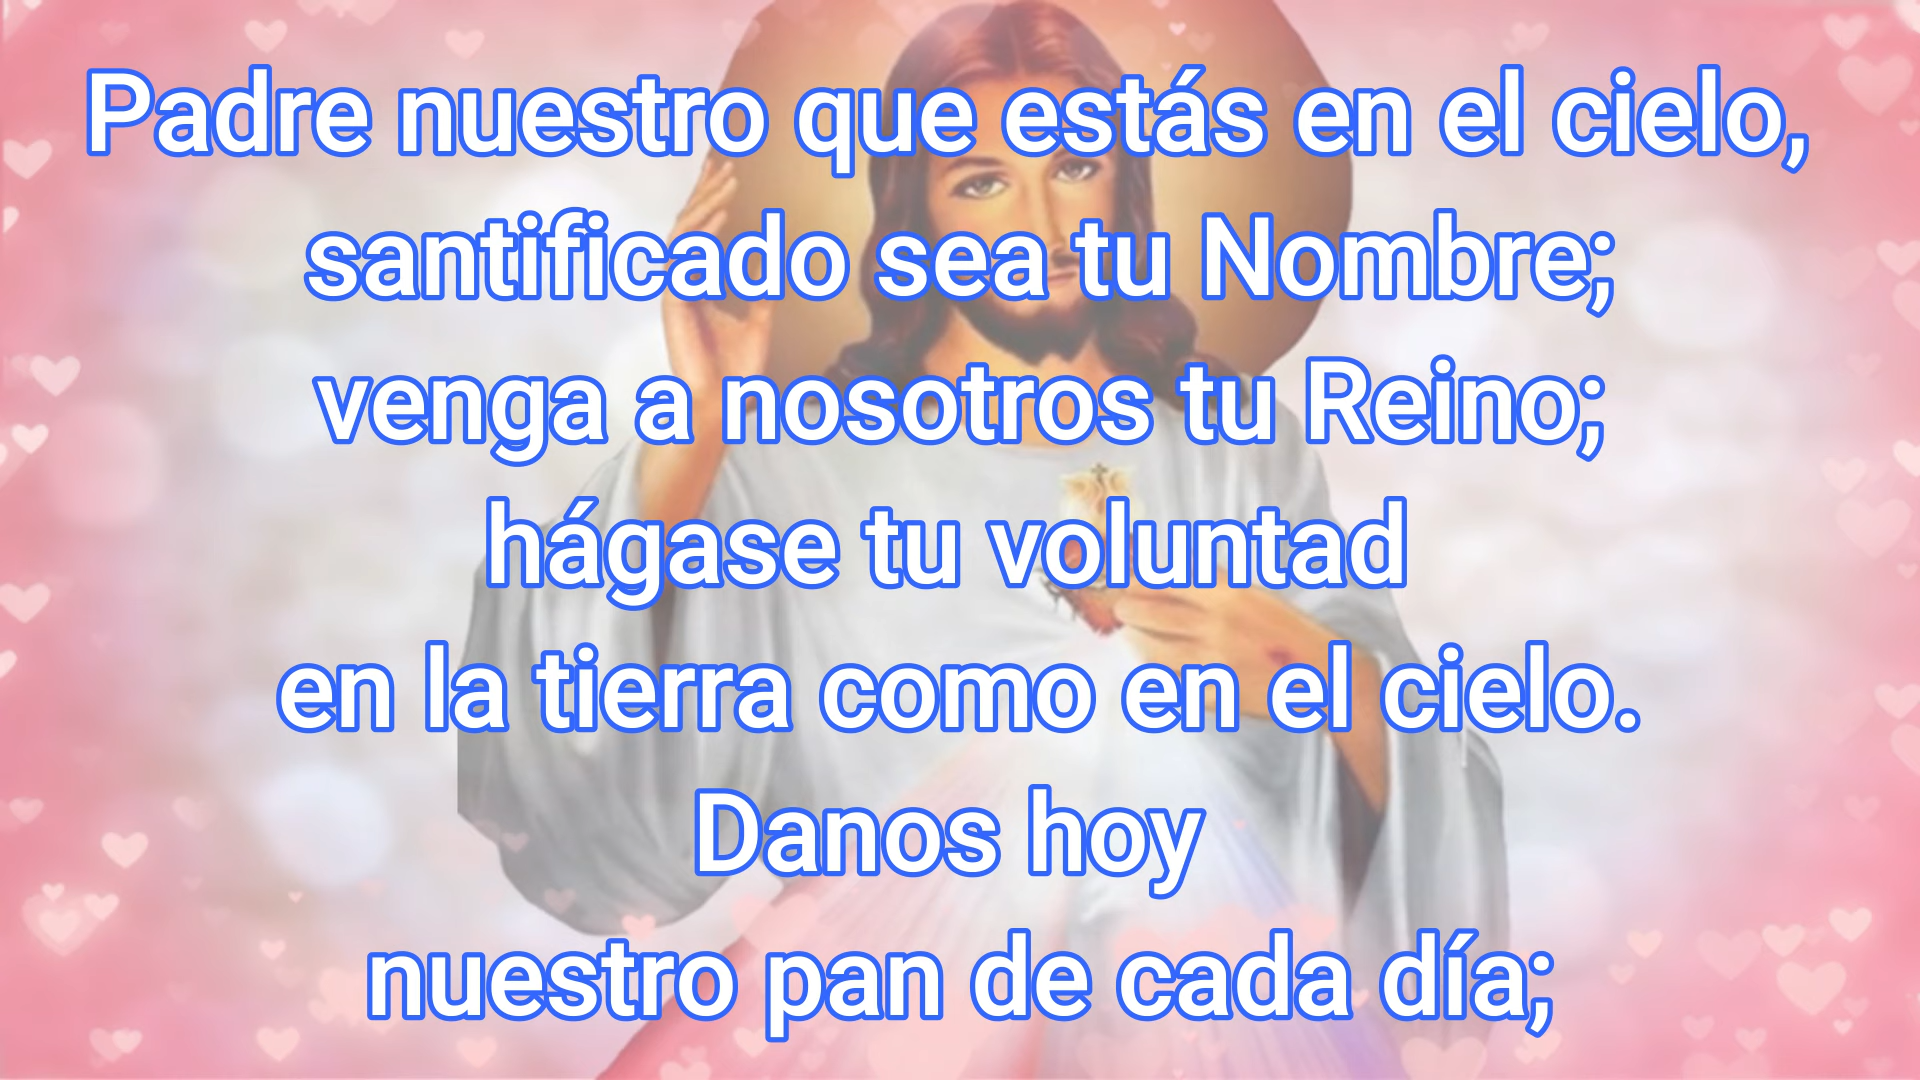 Padre nuestro que estás en el cielo,
santificado sea tu Nombre;
venga a nosotros tu Reino;
hágase tu voluntad
en la tierra como en el cielo.
Danos hoy
nuestro pan de cada día;